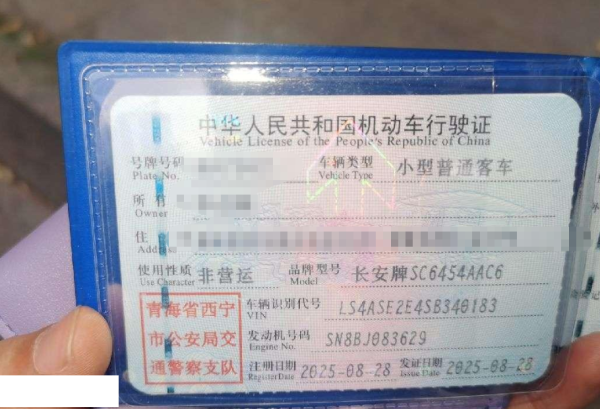 中华人民共和国机动车行驶证
Vehicle License of the People's Republic of China
号牌号码 车辆类型 小型普通客车
Plate No. Vehicle Type
所有
Owner
住
使用性质 非营运 品牌型号 长安牌SC6454AAC6
Use Character Model
青海省西宁 车辆识别代号 LS4ASE2E4SB340183
VIN
市公安局交 发动机号码 SN8BJ083629
Engine No.
通警察支队 注册日期 2025-08-28 发证日期 2025-08-28
Register Date Issue Date